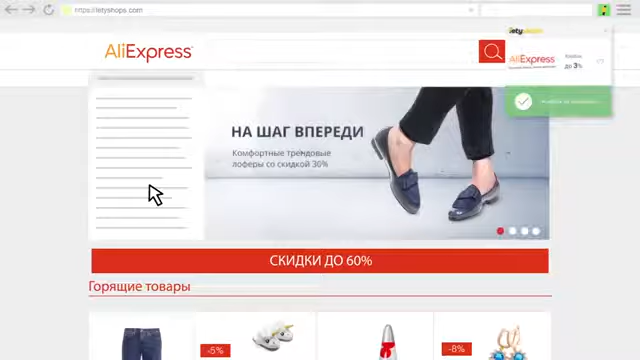 https://letyshops.com
letyshops
AliExpress
AliExpress
до 3%
НА ШАГ ВПЕРЕДИ
Комфортные трендовые
лоферы со скидкой 30%
СКИДКИ ДО 60%
Горящие товары
-5%
-8%